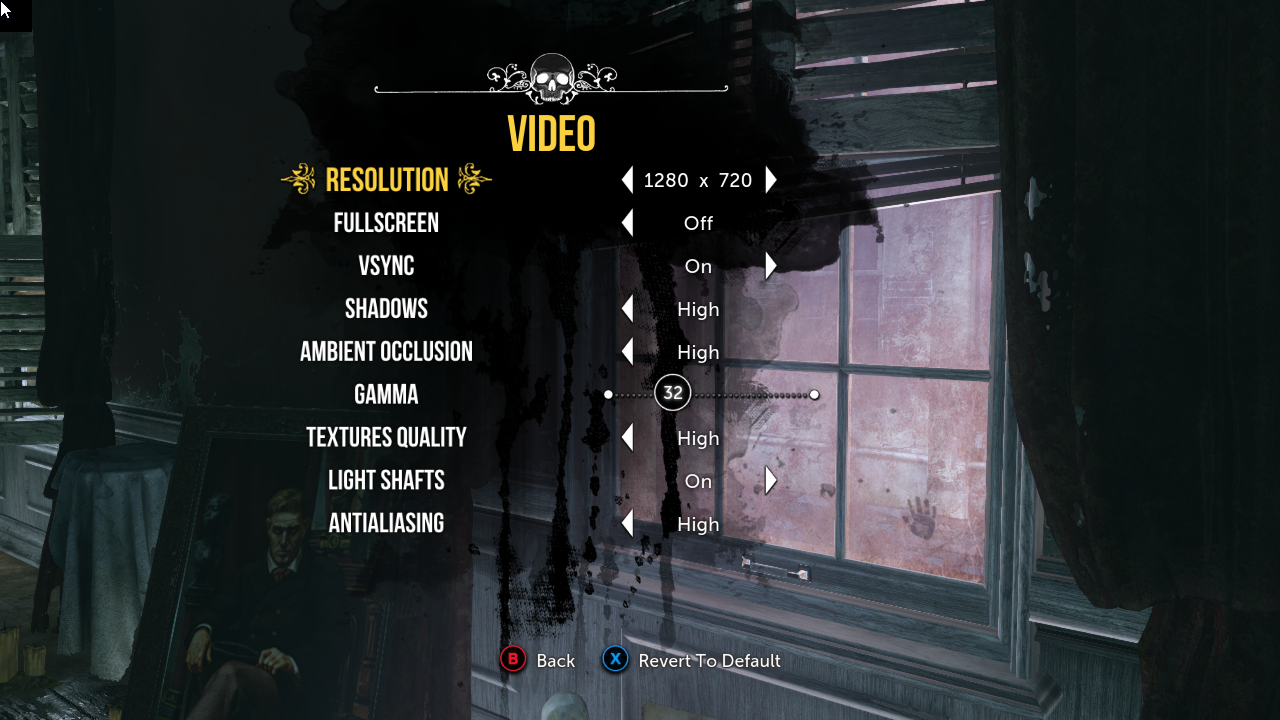 VIDEO
RESOLUTION 1280 x 720
FULLSCREEN Off
VSYNC On
SHADOWS High
AMBIENT OCCLUSION High
GAMMA 32
TEXTURES QUALITY High
LIGHT SHAFTS On
ANTIALIASING High
B Back X Revert To Default